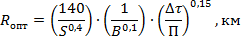 R_опт = (140/S^0,4) · (1/B^0,1) · (Δτ/П)^0,15 , км